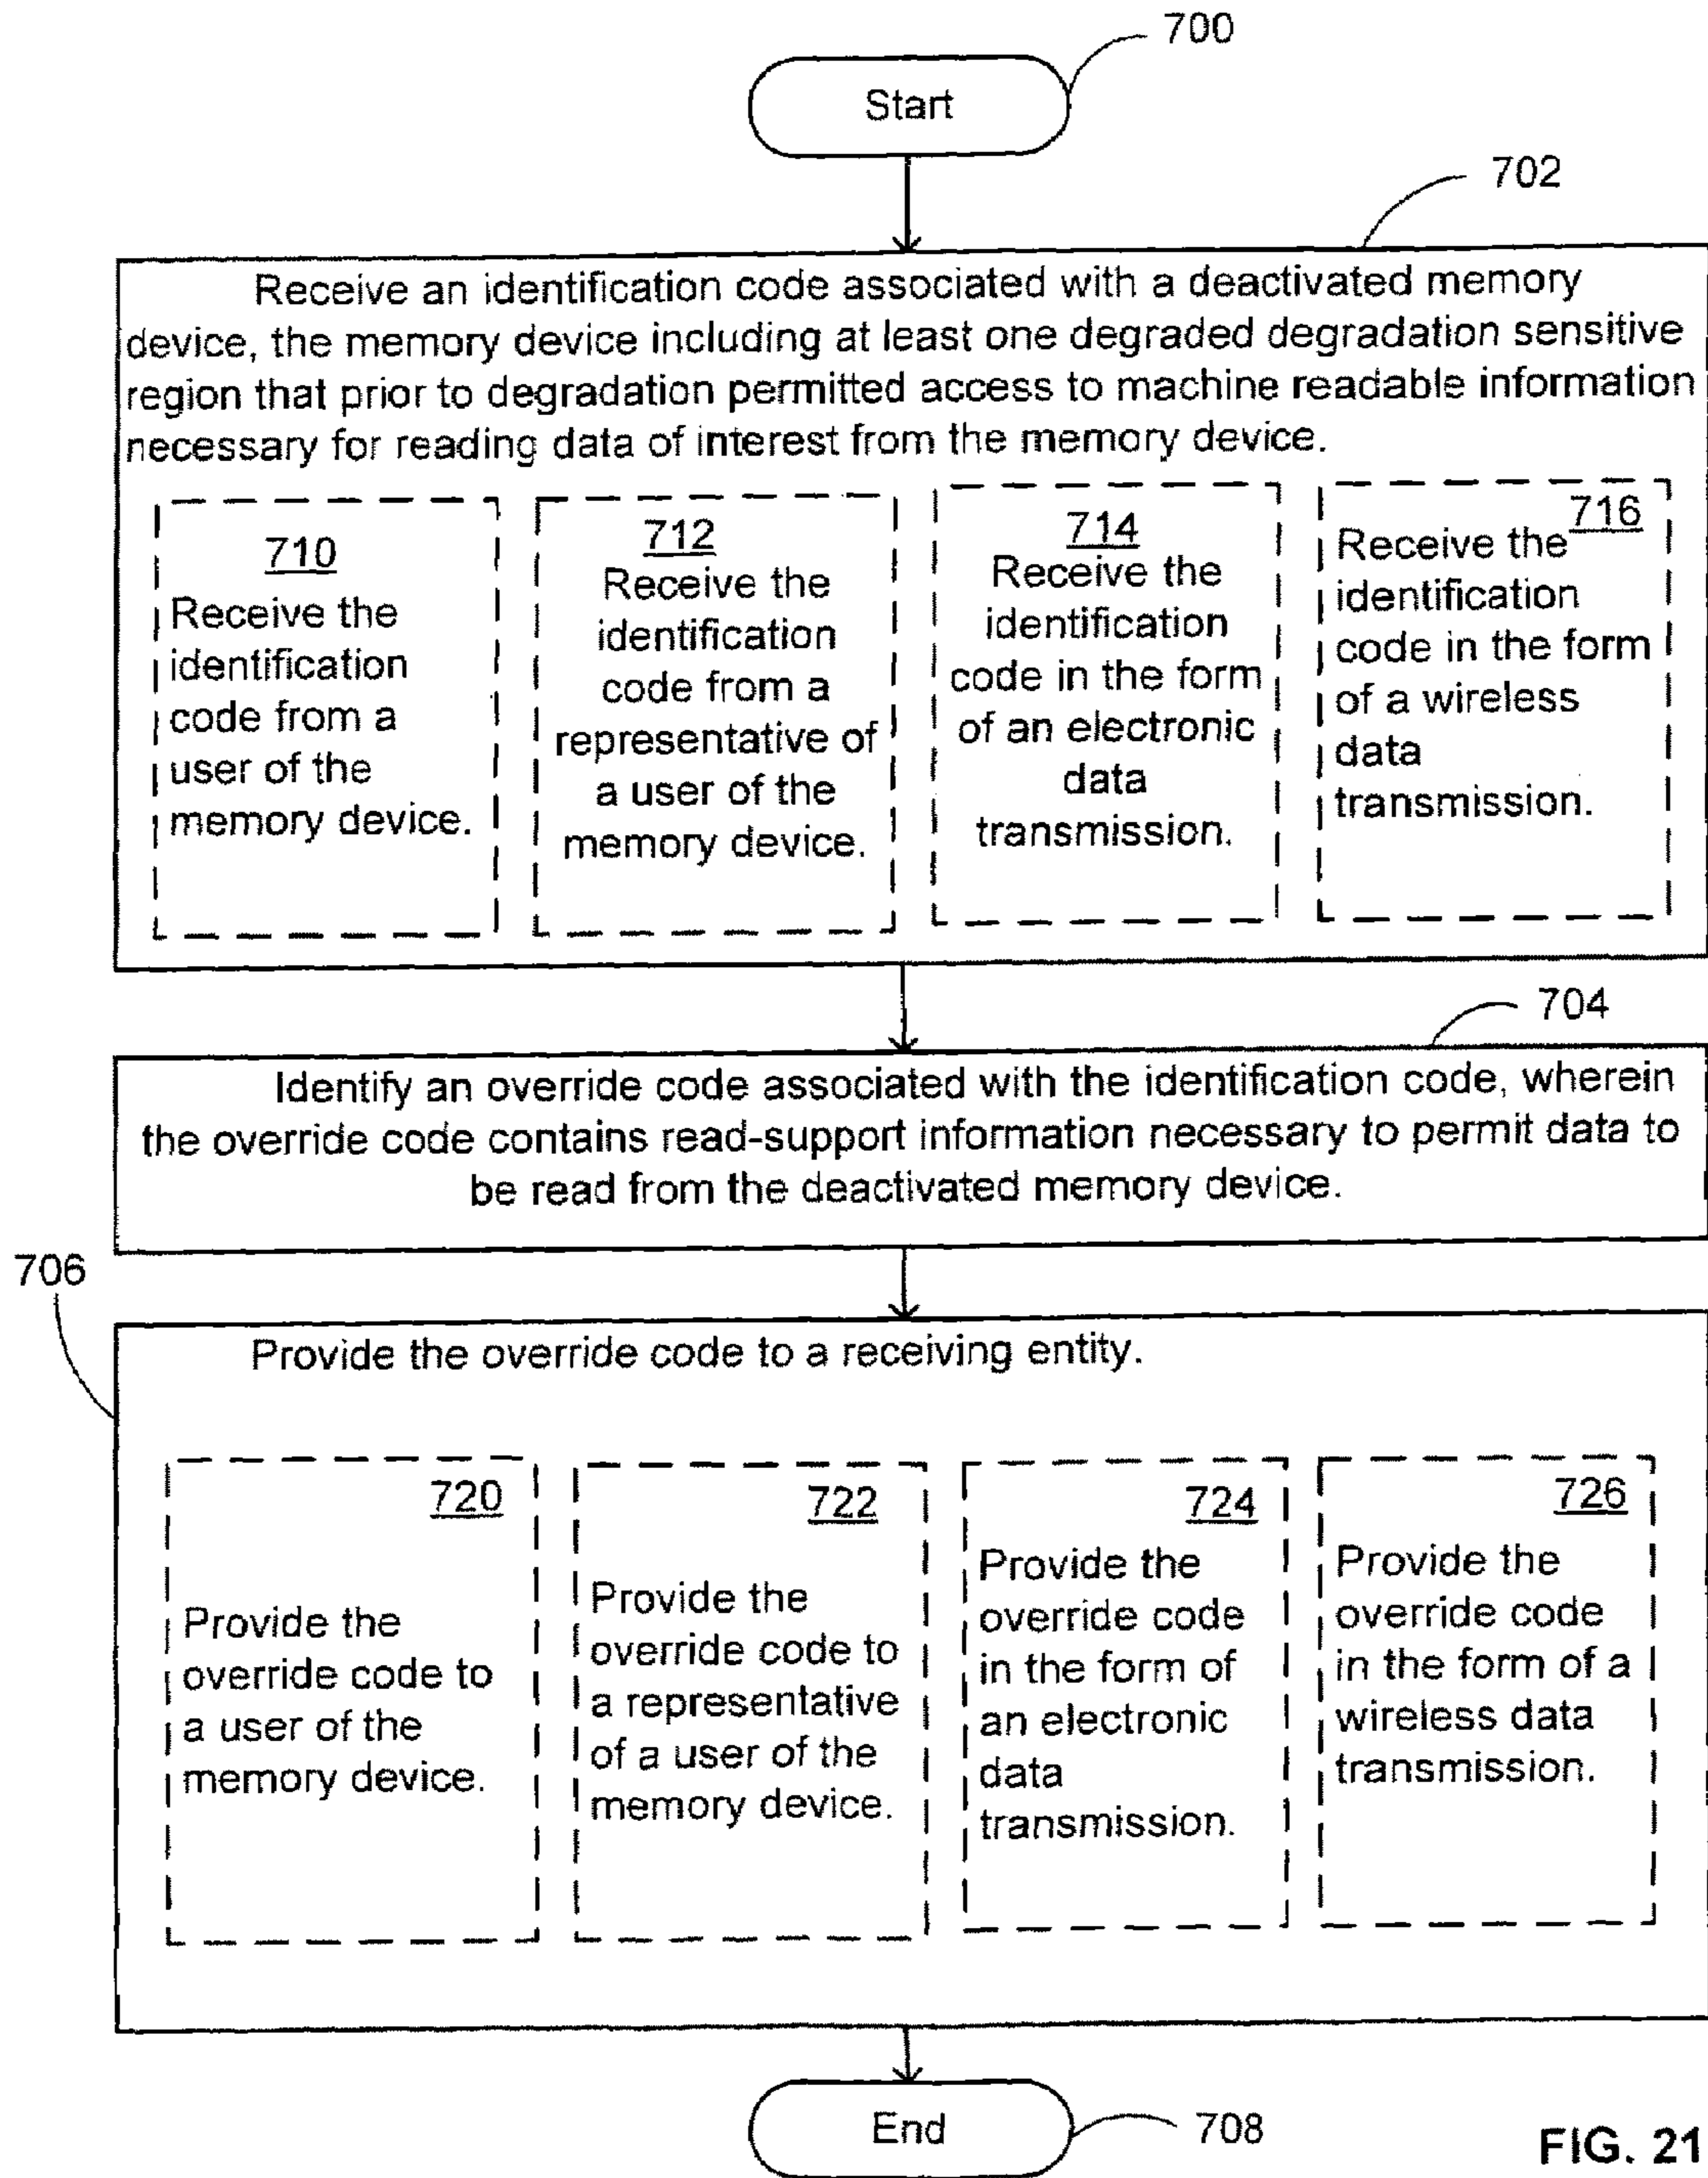 700
Start
702
Receive an identification code associated with a deactivated memory
device, the memory device including at least one degraded degradation sensitive
region that prior to degradation permitted access to machine readable information
necessary for reading data of interest from the memory device.
710
Receive the
identification
code from a
user of the
memory device.
712
Receive the
identification
code from a
representative of
a user of the
memory device.
714
Receive the
identification
code in the form
of an electronic
data
transmission.
716
Receive the
identification
code in the form
of a wireless
data
transmission.
704
Identify an override code associated with the identification code, wherein
the override code contains read-support information necessary to permit data to
be read from the deactivated memory device.
706
Provide the override code to a receiving entity.
720
Provide the
override code to
a user of the
memory device.
722
Provide the
override code to
a representative
of a user of the
memory device.
724
Provide the
override code
in the form of
an electronic
data
transmission.
726
Provide the
override code
in the form of a
wireless data
transmission.
End
708
FIG. 21